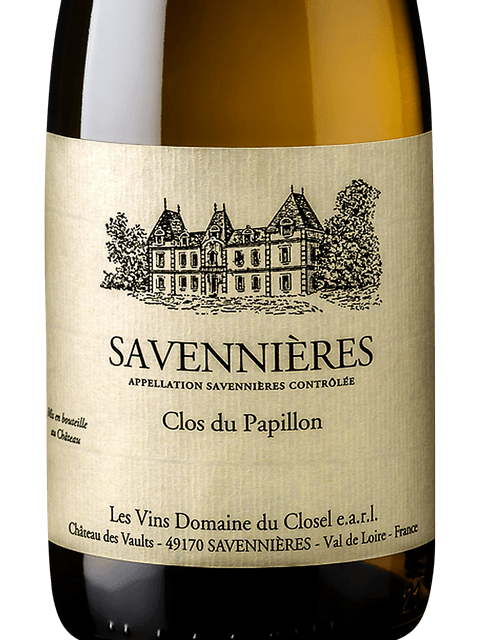 SAVENNIÈRES
APPELLATION SAVENNIÈRES CONTRÔLÉE
Clos du Papillon
Mis en bouteille
au Château
Les Vins Domaine du Closel e.a.r.l.
Château des Vaults - 49170 SAVENNIÈRES - Val de Loire - France